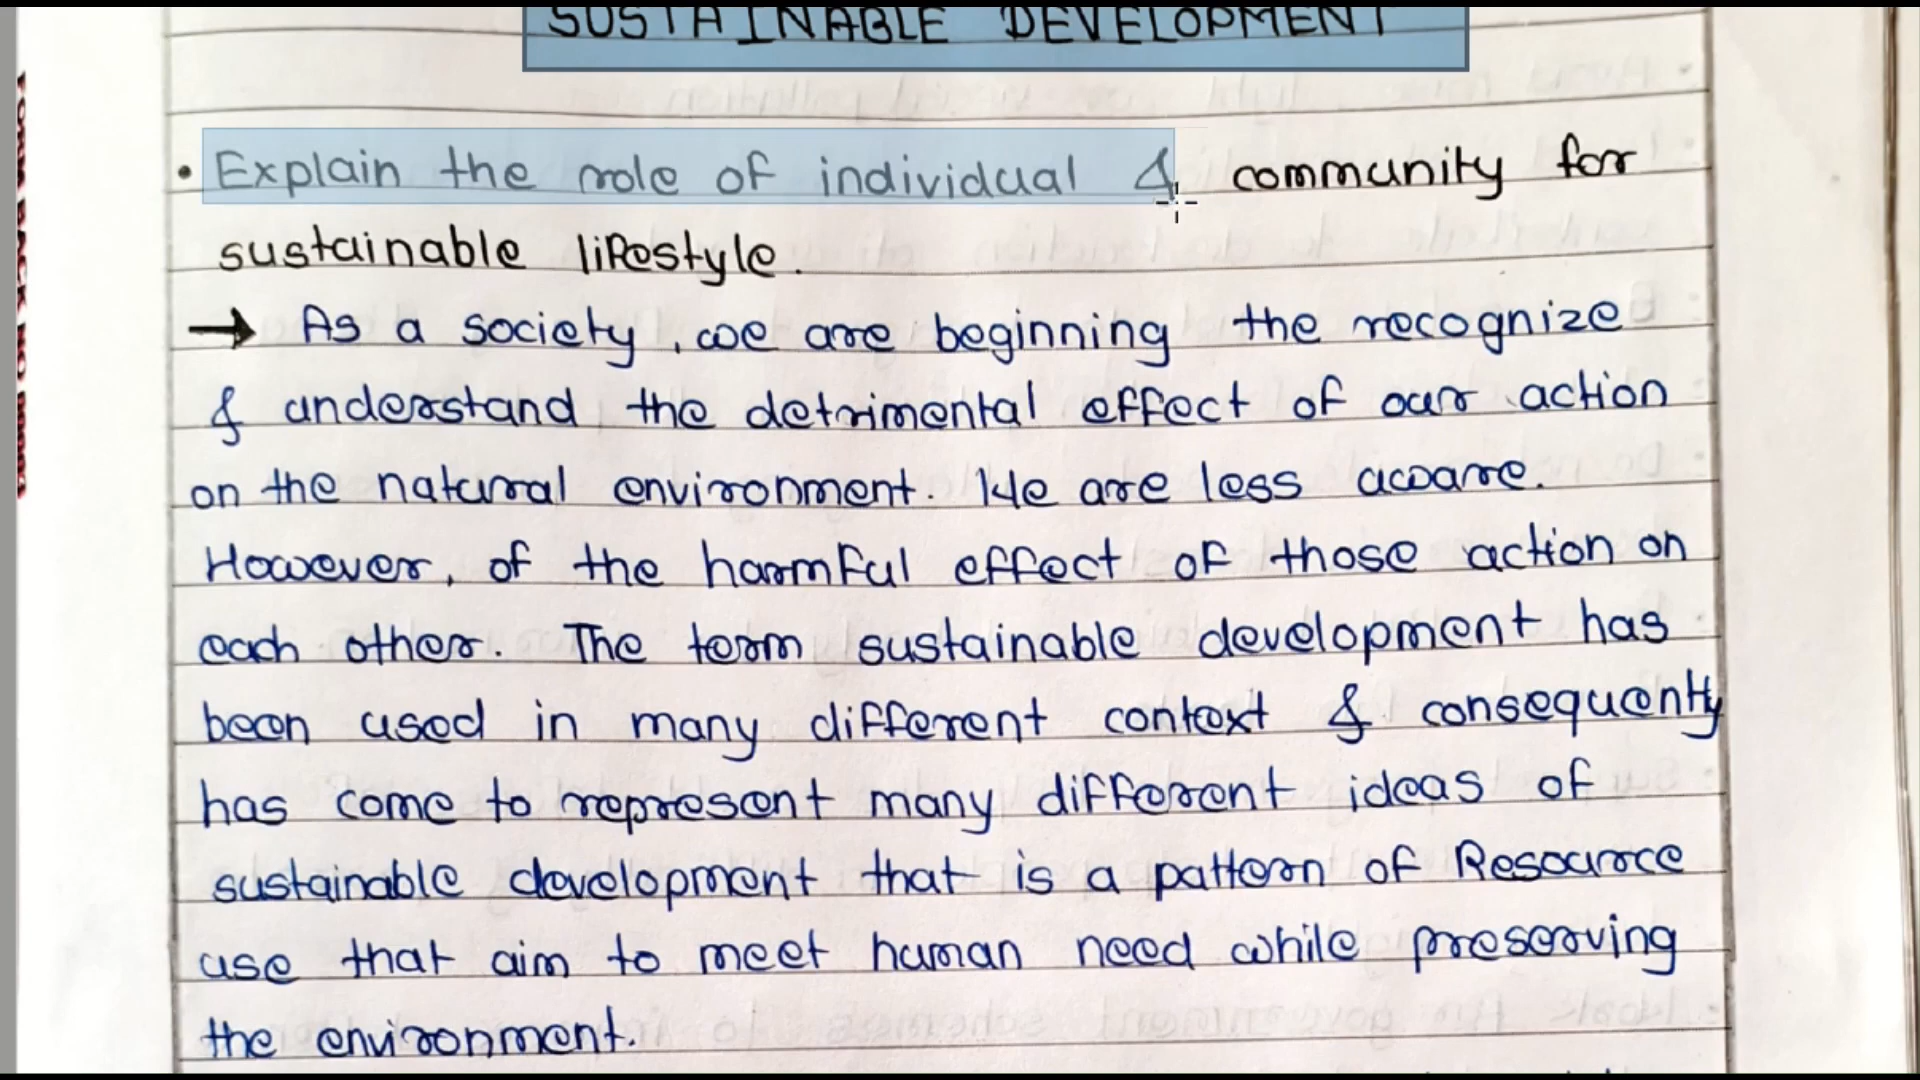 SUSTAINABLE DEVELOPMENT
• Explain the role of individual & community for
sustainable lifestyle.
→ As a society, we are beginning the recognize
& understand the detrimental effect of our action
on the natural environment. We are less aware.
However, of the harmful effect of those action on
each other. The term sustainable development has
been used in many different context & consequently
has come to represent many different ideas of
sustainable development that is a pattern of Resource
use that aim to meet human need while preserving
the environment.